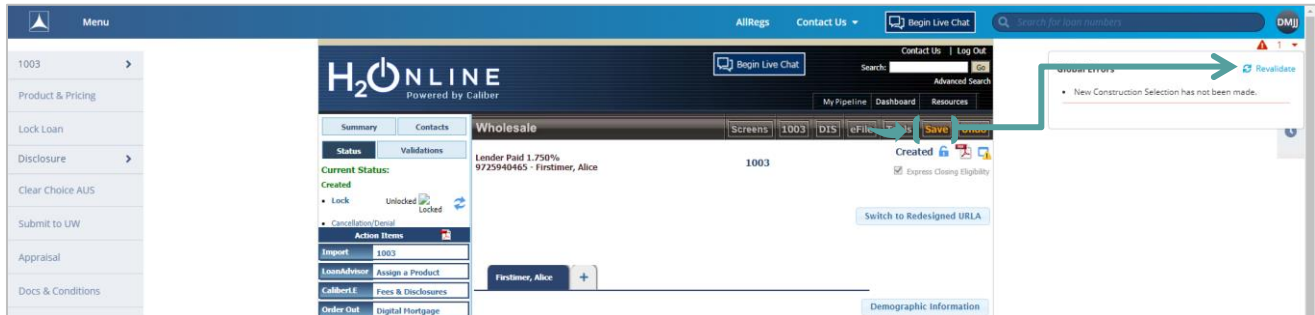 Menu
AllRegs
Contact Us
Begin Live Chat
Search for loan numbers
DMJJ
1
1003
Product & Pricing
Lock Loan
Disclosure
Clear Choice AUS
Submit to UW
Appraisal
Docs & Conditions
H2ONLINE
Powered by Caliber
Begin Live Chat
Contact Us | Log Out
Search:
Go
Advanced Search
My Pipeline
Dashboard
Resources
Summary
Contacts
Status
Validations
Current Status:
Created
• Lock Unlocked Locked
• Cancellation/Denial
Action Items
Import 1003
LoanAdvisor Assign a Product
CaliberLE Fees & Disclosures
Order Out Digital Mortgage
Wholesale
Screens 1003 DIS eFile Tools Save Undo
Lender Paid 1.750%
9725940465 - Firstimer, Alice
1003
Created
Express Closing Eligibility
Switch to Redesigned URLA
Firstimer, Alice
+
Demographic Information
Global Errors
Revalidate
• New Construction Selection has not been made.